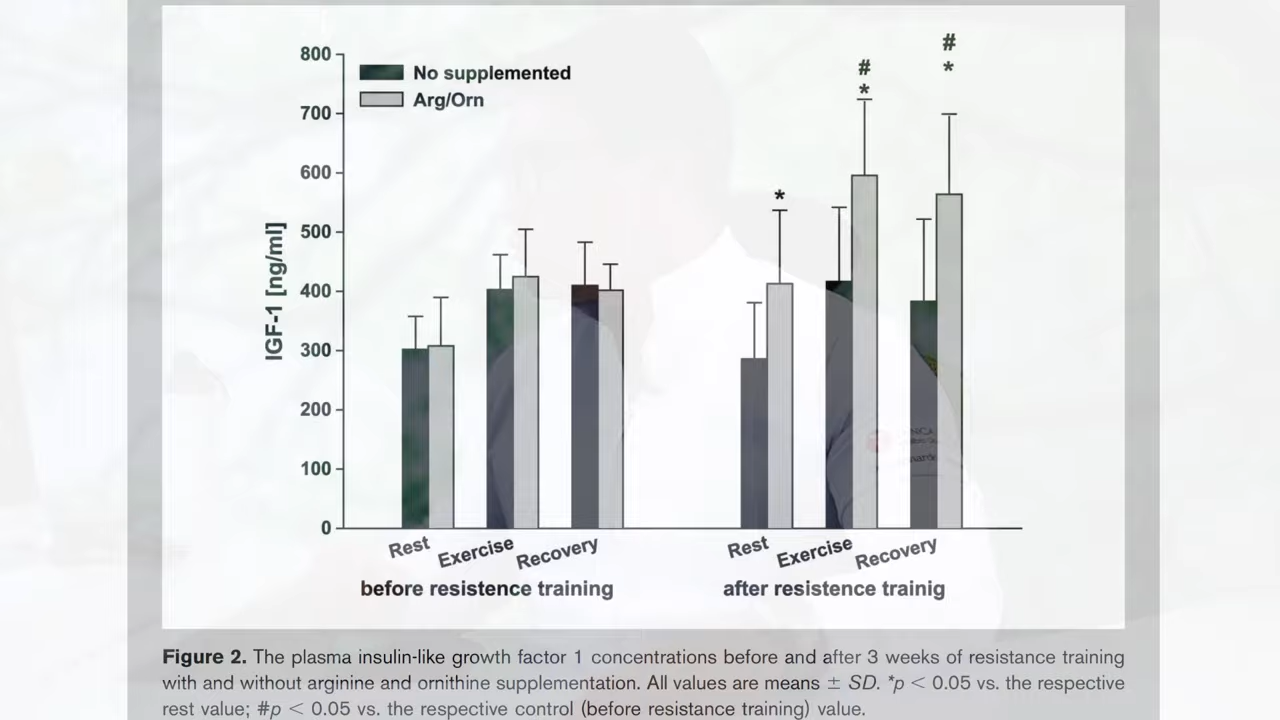 800
700
600
500
400
300
200
100
0
IGF-1 [ng/ml]
No supplemented
Arg/Orn
*
#
*
#
*
Rest
Exercise
Recovery
before resistence training
Rest
Exercise
Recovery
after resistence trainig
Figure 2. The plasma insulin-like growth factor 1 concentrations before and after 3 weeks of resistance training
with and without arginine and ornithine supplementation. All values are means ± SD. *p < 0.05 vs. the respective
rest value; #p < 0.05 vs. the respective control (before resistance training) value.